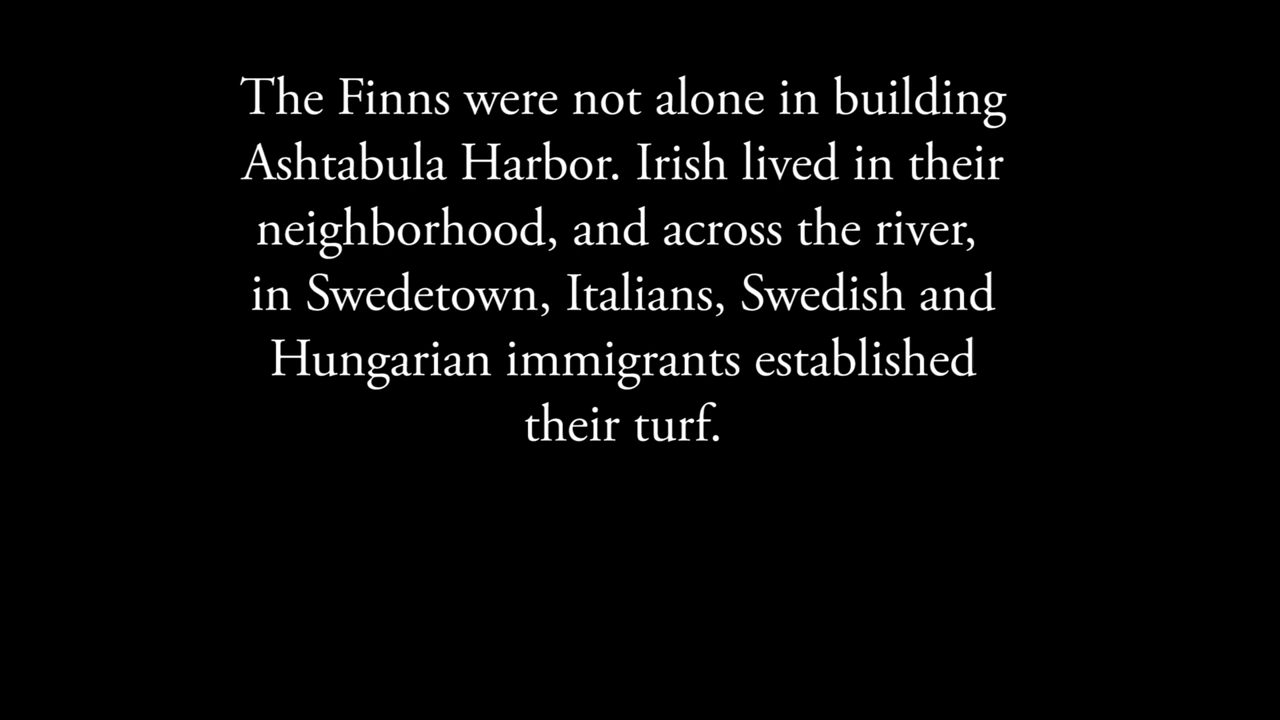 The Finns were not alone in building
Ashtabula Harbor. Irish lived in their
neighborhood, and across the river,
in Swedetown, Italians, Swedish and
Hungarian immigrants established
their turf.